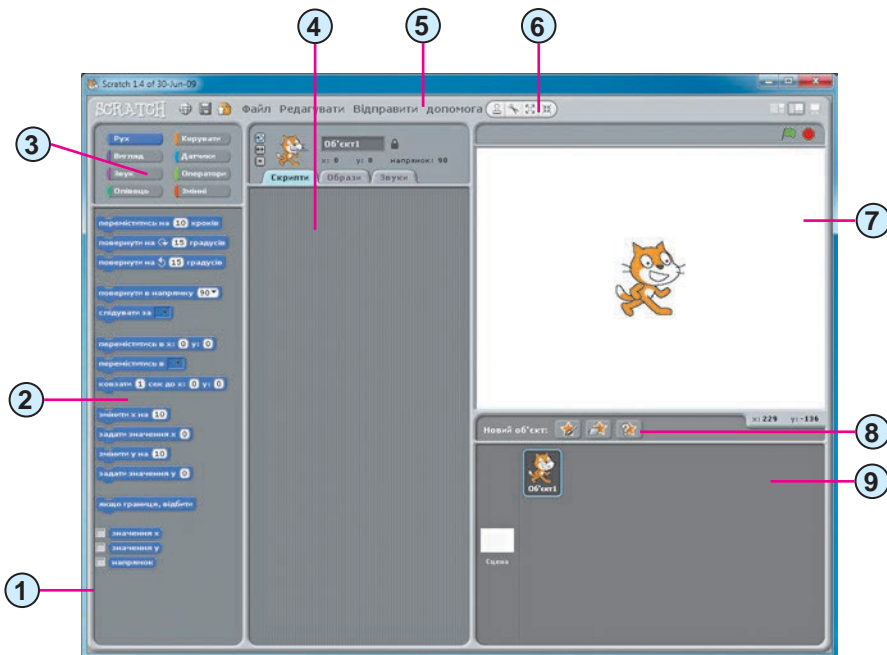 4 5 6
Scratch 1.4 of 30-Jun-09
SCRATCH Файл Редагувати Відправити допомога
3
Рух Керувати
Вигляд Датчики
Звук Оператори
Олівець Змінні
Об'єкт1
x: 0 y: 0 напрямок: 90
Скрипти Образи Звуки
переміститись на 10 кроків
повернути на 15 градусів
повернути на 15 градусів
повернути в напрямку 90
слідувати за
переміститись в x: 0 y: 0
переміститись в
ковзати 1 сек до x: 0 y: 0
2
змінити x на 10
задати значення x 0
змінити y на 10
задати значення y 0
якщо границя, відбити
значення x
значення y
напрямок
1
7
x: 229 y: -136
Новий об'єкт:
8
9
Об'єкт1
Сцена